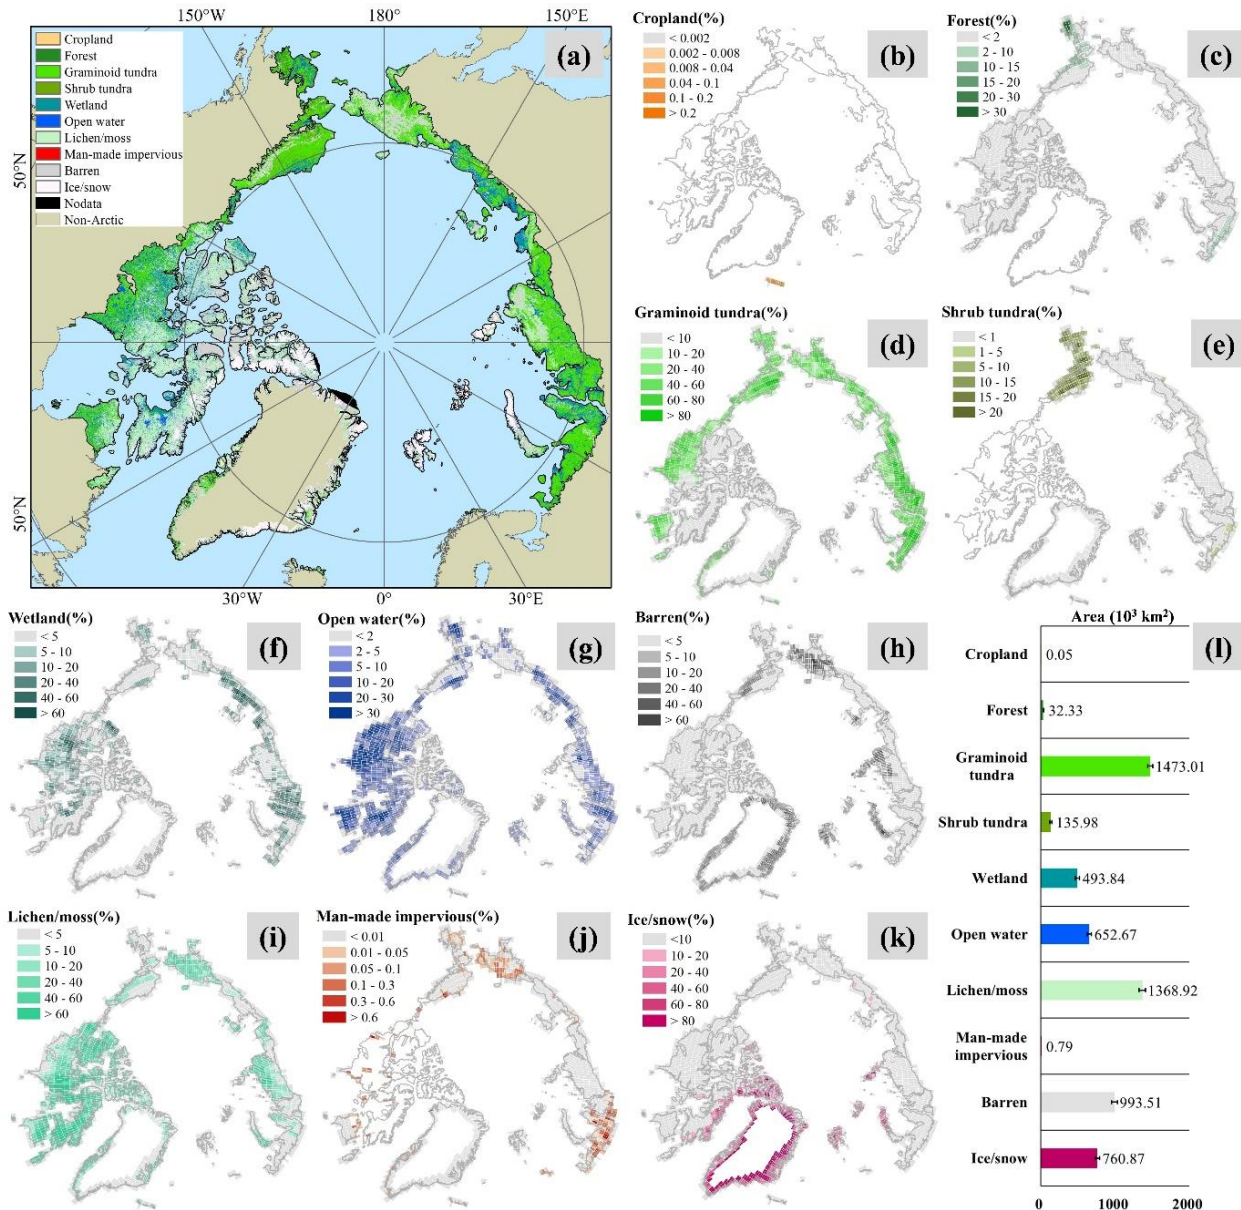 150°W
180°
150°E
Cropland
Forest
Graminoid tundra
Shrub tundra
Wetland
Open water
Lichen/moss
Man-made impervious
Barren
Ice/snow
Nodata
Non-Arctic
(a)
50°N
50°N
30°W
0°
30°E
Cropland(%)
< 0.002
0.002 - 0.008
0.008 - 0.04
0.04 - 0.1
0.1 - 0.2
> 0.2
(b)
Forest(%)
< 2
2 - 10
10 - 15
15 - 20
20 - 30
> 30
(c)
Graminoid tundra(%)
< 10
10 - 20
20 - 40
40 - 60
60 - 80
> 80
(d)
Shrub tundra(%)
< 1
1 - 5
5 - 10
10 - 15
15 - 20
> 20
(e)
Wetland(%)
< 5
5 - 10
10 - 20
20 - 40
40 - 60
> 60
(f)
Open water(%)
< 2
2 - 5
5 - 10
10 - 20
20 - 30
> 30
(g)
Barren(%)
< 5
5 - 10
10 - 20
20 - 40
40 - 60
> 60
(h)
Lichen/moss(%)
< 5
5 - 10
10 - 20
20 - 40
40 - 60
> 60
(i)
Man-made impervious(%)
< 0.01
0.01 - 0.05
0.05 - 0.1
0.1 - 0.3
0.3 - 0.6
> 0.6
(j)
Ice/snow(%)
<10
10 - 20
20 - 40
40 - 60
60 - 80
> 80
(k)
Area (10³ km²)
(l)
Cropland 0.05
Forest 32.33
Graminoid
tundra 1473.01
Shrub tundra 135.98
Wetland 493.84
Open water 652.67
Lichen/moss 1368.92
Man-made
impervious 0.79
Barren 993.51
Ice/snow 760.87
0 1000 2000